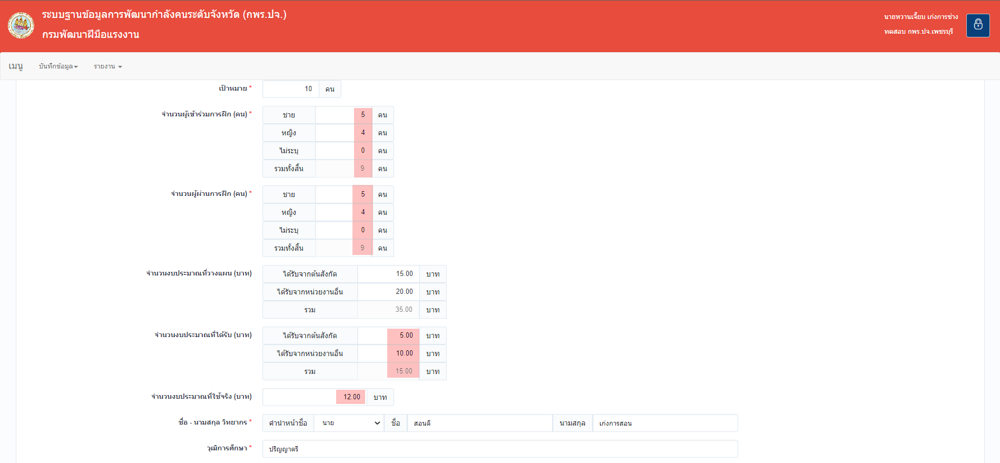 ระบบฐานข้อมูลการพัฒนากำลังคนระดับจังหวัด (กพร.ปจ.)
กรมพัฒนาฝีมือแรงงาน
นายหวานเจี๊ยบ เก่งการช่าง
ทดสอบ กพร.ปจ.เพชรบุรี
เมนู บันทึกข้อมูล รายงาน
เป้าหมาย * 10 คน
จำนวนผู้เข้าร่วมการฝึก (คน) * ชาย 5 คน
หญิง 4 คน
ไม่ระบุ 0 คน
รวมทั้งสิ้น 9 คน
จำนวนผู้ผ่านการฝึก (คน) * ชาย 5 คน
หญิง 4 คน
ไม่ระบุ 0 คน
รวมทั้งสิ้น 9 คน
จำนวนงบประมาณที่วางแผน (บาท) ได้รับจากต้นสังกัด 15.00 บาท
ได้รับจากหน่วยงานอื่น 20.00 บาท
รวม 35.00 บาท
จำนวนงบประมาณที่ได้รับ (บาท) ได้รับจากต้นสังกัด 5.00 บาท
ได้รับจากหน่วยงานอื่น 10.00 บาท
รวม 15.00 บาท
จำนวนงบประมาณที่ใช้จริง (บาท) 12.00 บาท
ชื่อ - นามสกุล วิทยากร * คำนำหน้าชื่อ นาย ชื่อ สอนดี นามสกุล เก่งการสอน
วุฒิการศึกษา * ปริญญาตรี